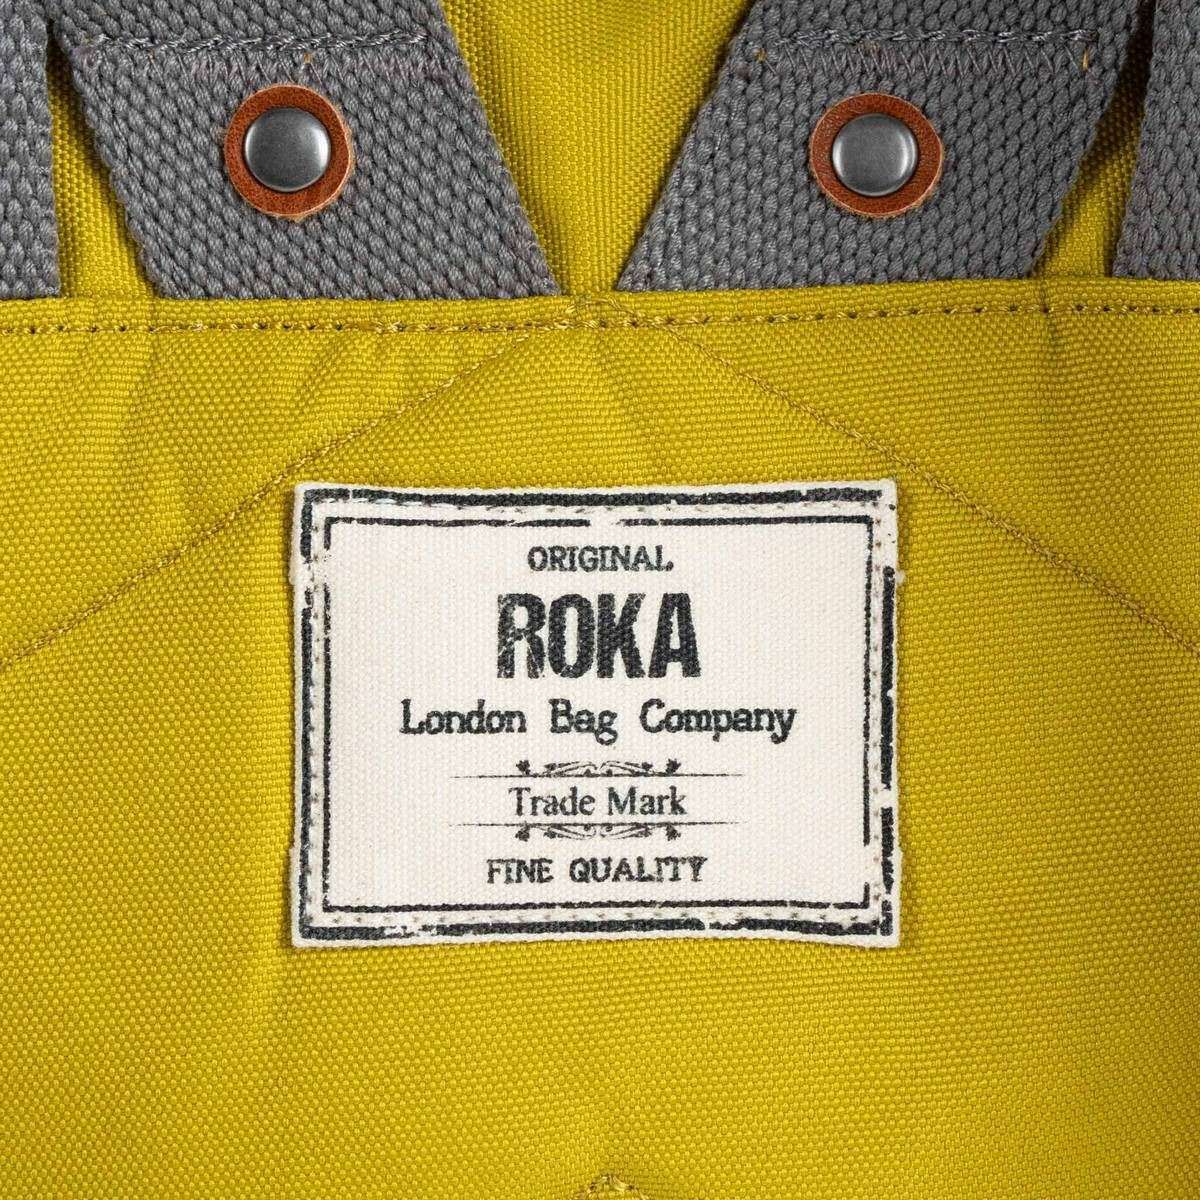 ORIGINAL
ROKA
London Bag Company
Trade Mark
FINE QUALITY